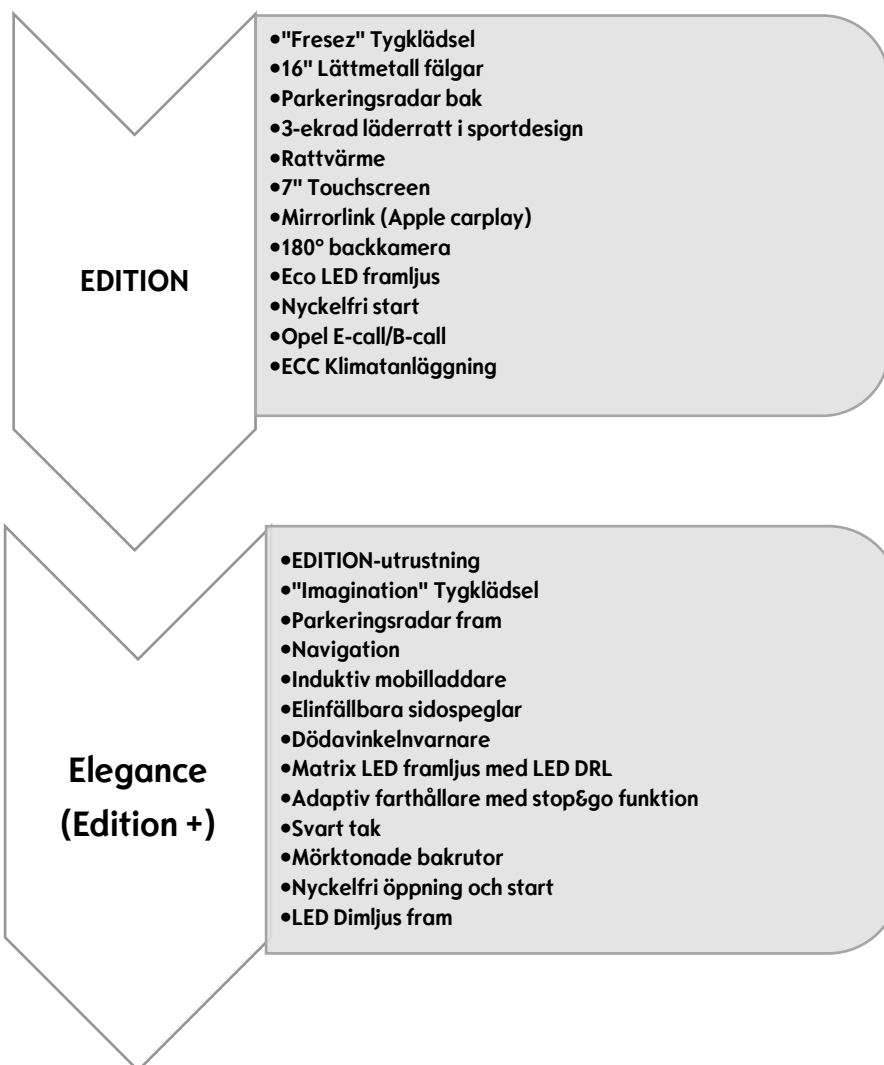 EDITION
•"Fresez" Tygklädsel
•16" Lättmetall fälgar
•Parkeringsradar bak
•3-ekrad läderratt i sportdesign
•Rattvärme
•7" Touchscreen
•Mirrorlink (Apple carplay)
•180° backkamera
•Eco LED framljus
•Nyckelfri start
•Opel E-call/B-call
•ECC Klimatanläggning
Elegance
(Edition +)
•EDITION-utrustning
•"Imagination" Tygklädsel
•Parkeringsradar fram
•Navigation
•Induktiv mobilladdare
•Elinfällbara sidospeglar
•Dödavinkelnvarnare
•Matrix LED framljus med LED DRL
•Adaptiv farthållare med stop&go funktion
•Svart tak
•Mörktonade bakrutor
•Nyckelfri öppning och start
•LED Dimljus fram